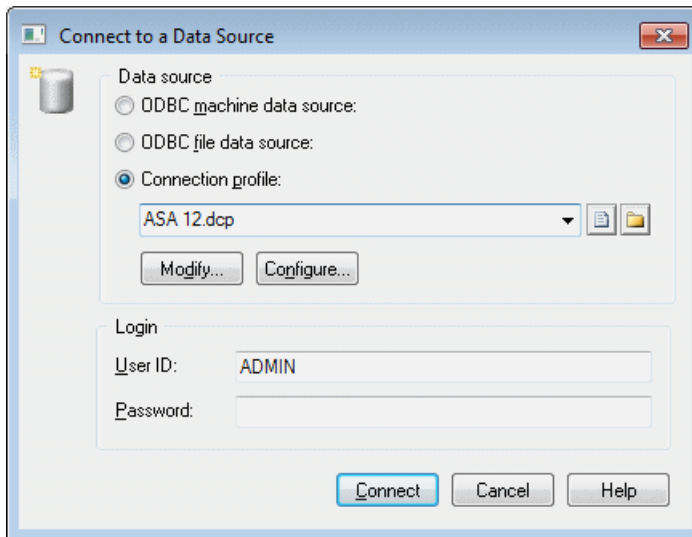 Connect to a Data Source
Data source
ODBC machine data source:
ODBC file data source:
Connection profile:
ASA 12.dcp
Modify... Configure...
Login
User ID: ADMIN
Password:
Connect Cancel Help